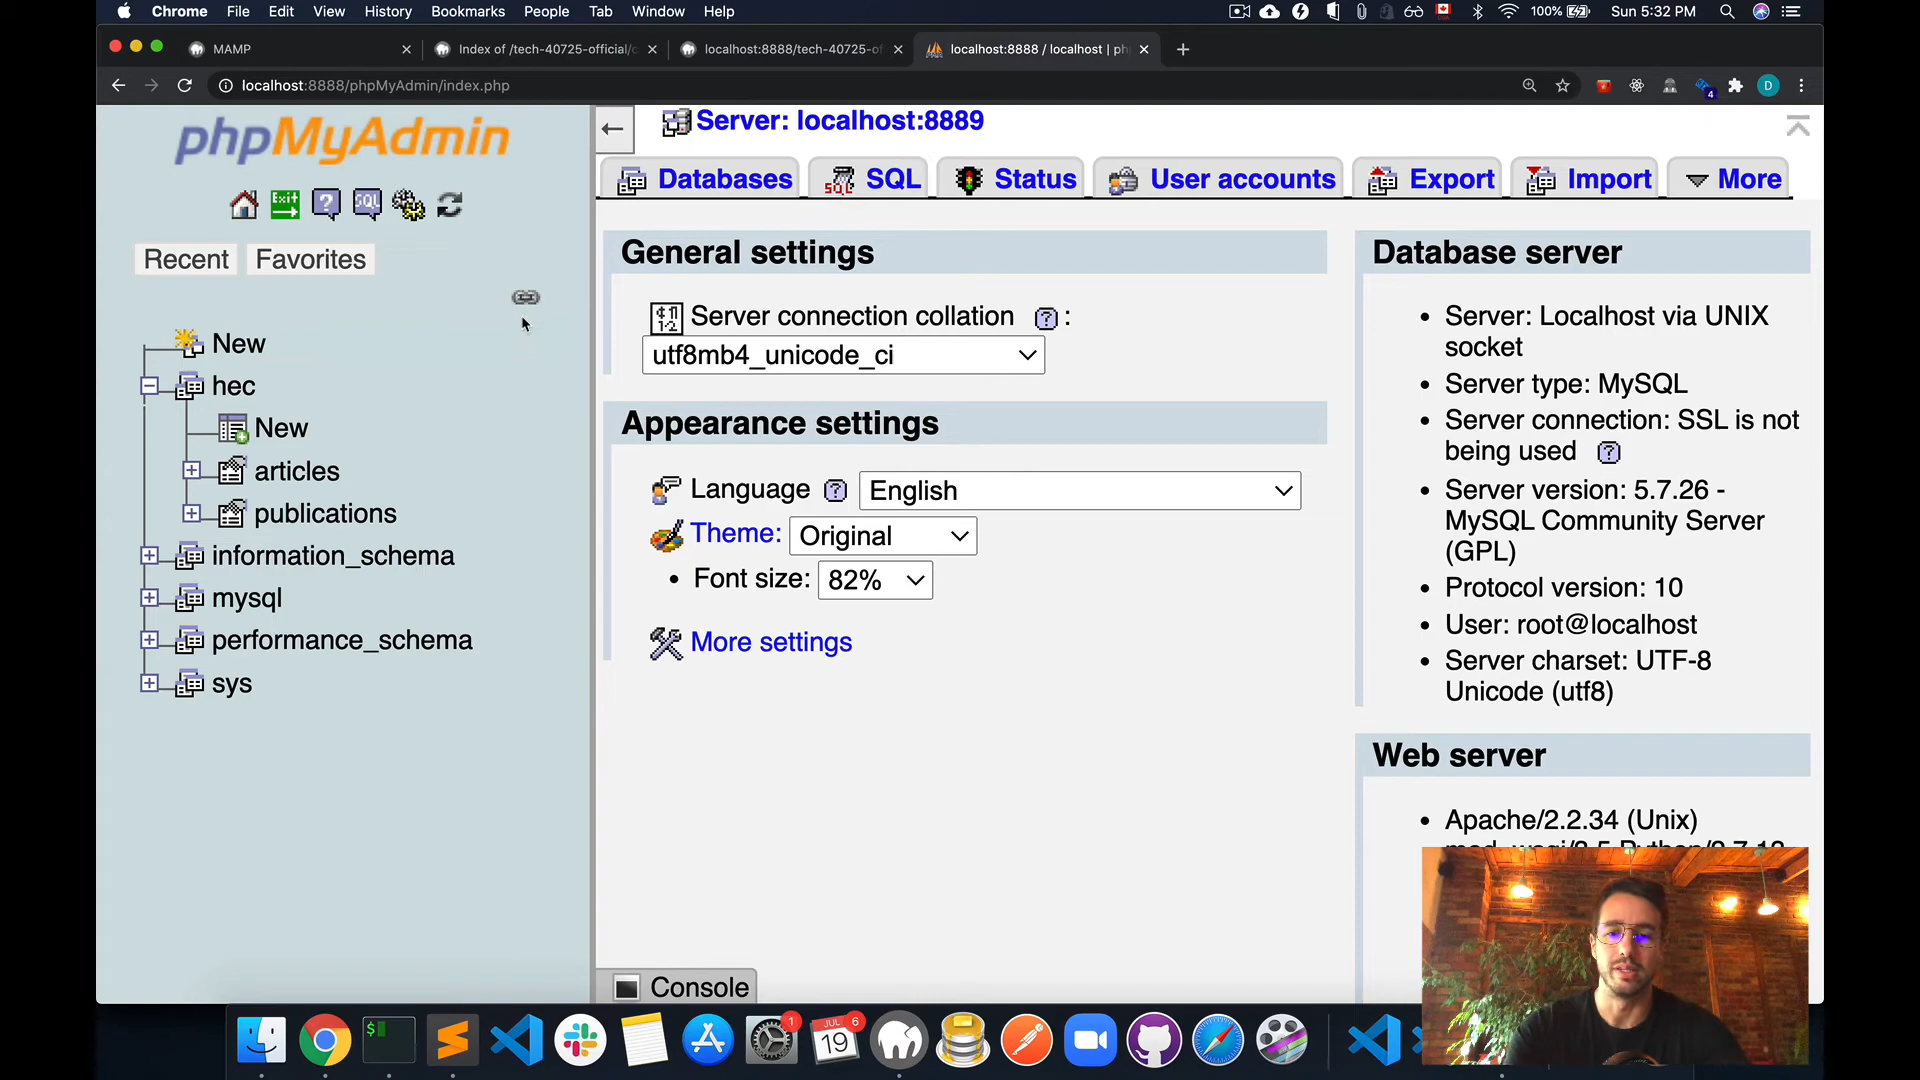 Chrome File Edit View History Bookmarks People Tab Window Help 100% Sun 5:32 PM
MAMP
Index of /tech-40725-official/
localhost:8888/tech-40725-of
localhost:8888 / localhost | ph
localhost:8888/phpMyAdmin/index.php
D
4
phpMyAdmin
Exit
SQL
Recent
Favorites
New
hec
New
articles
publications
information_schema
mysql
performance_schema
sys
Server: localhost:8889
Databases
SQL
Status
User accounts
Export
Import
More
General settings
Server connection collation :
utf8mb4_unicode_ci
Appearance settings
Language English
Theme: Original
Font size: 82%
More settings
Database server
Server: Localhost via UNIX
socket
Server type: MySQL
Server connection: SSL is not
being used
Server version: 5.7.26 -
MySQL Community Server
(GPL)
Protocol version: 10
User: root@localhost
Server charset: UTF-8
Unicode (utf8)
Web server
Apache/2.2.34 (Unix)
Console
1
JUL
19
6